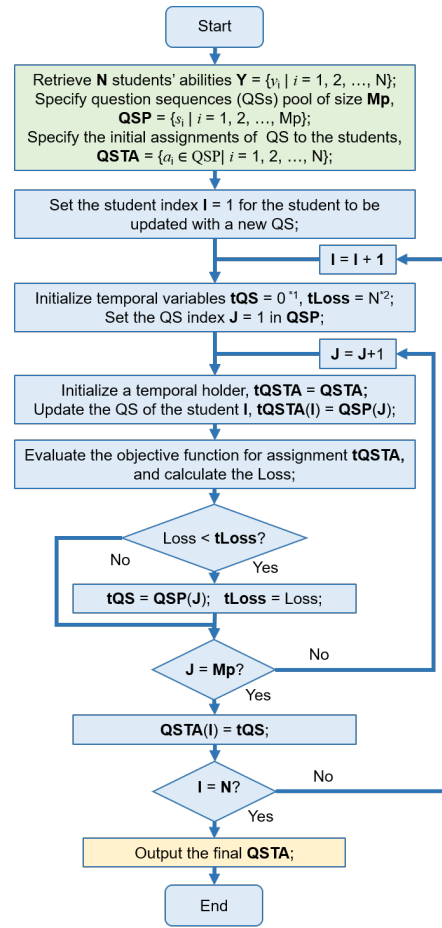 Start
Retrieve N students' abilities Y = {νi | i = 1, 2, …, N};
Specify question sequences (QSs) pool of size Mp,
QSP = {si | i = 1, 2, …, Mp};
Specify the initial assignments of QS to the students,
QSTA = {ai ∈ QSP| i = 1, 2, …, N};
Set the student index I = 1 for the student to be
updated with a new QS;
I = I + 1
Initialize temporal variables tQS = 0*1, tLoss = N*2;
Set the QS index J = 1 in QSP;
J = J+1
Initialize a temporal holder, tQSTA = QSTA;
Update the QS of the student I, tQSTA(I) = QSP(J);
Evaluate the objective function for assignment tQSTA,
and calculate the Loss;
Loss < tLoss?
No
Yes
tQS = QSP(J); tLoss = Loss;
J = Mp?
No
Yes
QSTA(I) = tQS;
I = N?
No
Yes
Output the final QSTA;
End